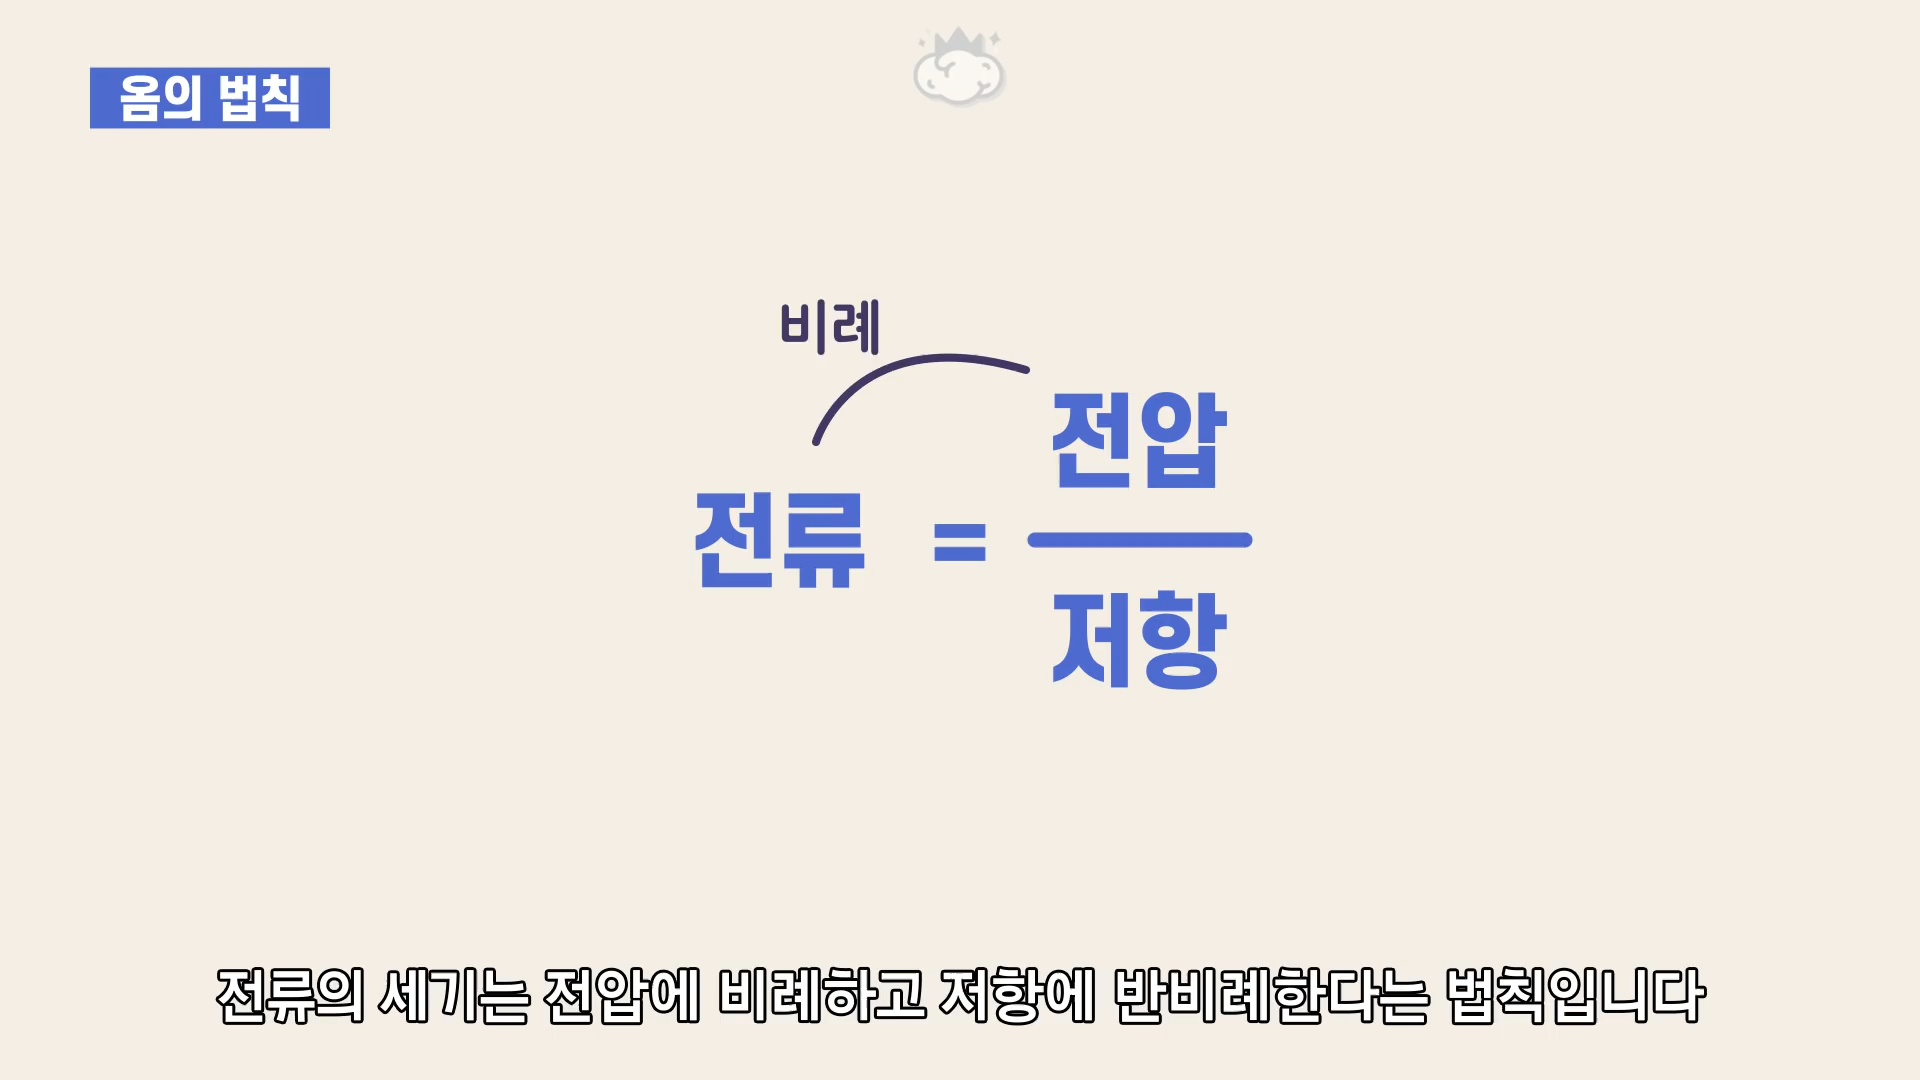 옴의 법칙
비례
전압
전류 =
저항
전류의 세기는 전압에 비례하고 저항에 반비례한다는 법칙입니다